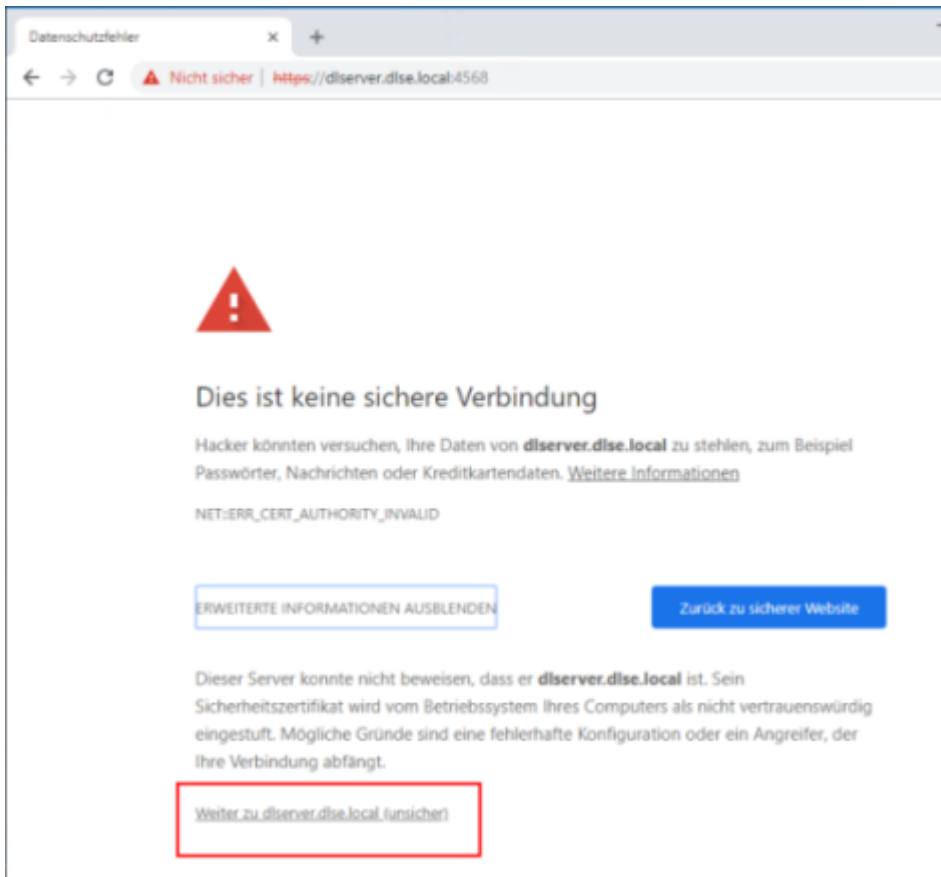 Datenschutzfehler
Nicht sicher | https://dlserver.dlse.local:4568
Dies ist keine sichere Verbindung
Hacker könnten versuchen, Ihre Daten von dlserver.dlse.local zu stehlen, zum Beispiel
Passwörter, Nachrichten oder Kreditkartendaten. Weitere Informationen
NET::ERR_CERT_AUTHORITY_INVALID
ERWEITERTE INFORMATIONEN AUSBLENDEN
Zurück zu sicherer Website
Dieser Server konnte nicht beweisen, dass er dlserver.dlse.local ist. Sein
Sicherheitszertifikat wird vom Betriebssystem Ihres Computers als nicht vertrauenswürdig
eingestuft. Mögliche Gründe sind eine fehlerhafte Konfiguration oder ein Angreifer, der
Ihre Verbindung abfängt.
Weiter zu dlserver.dlse.local (unsicher)